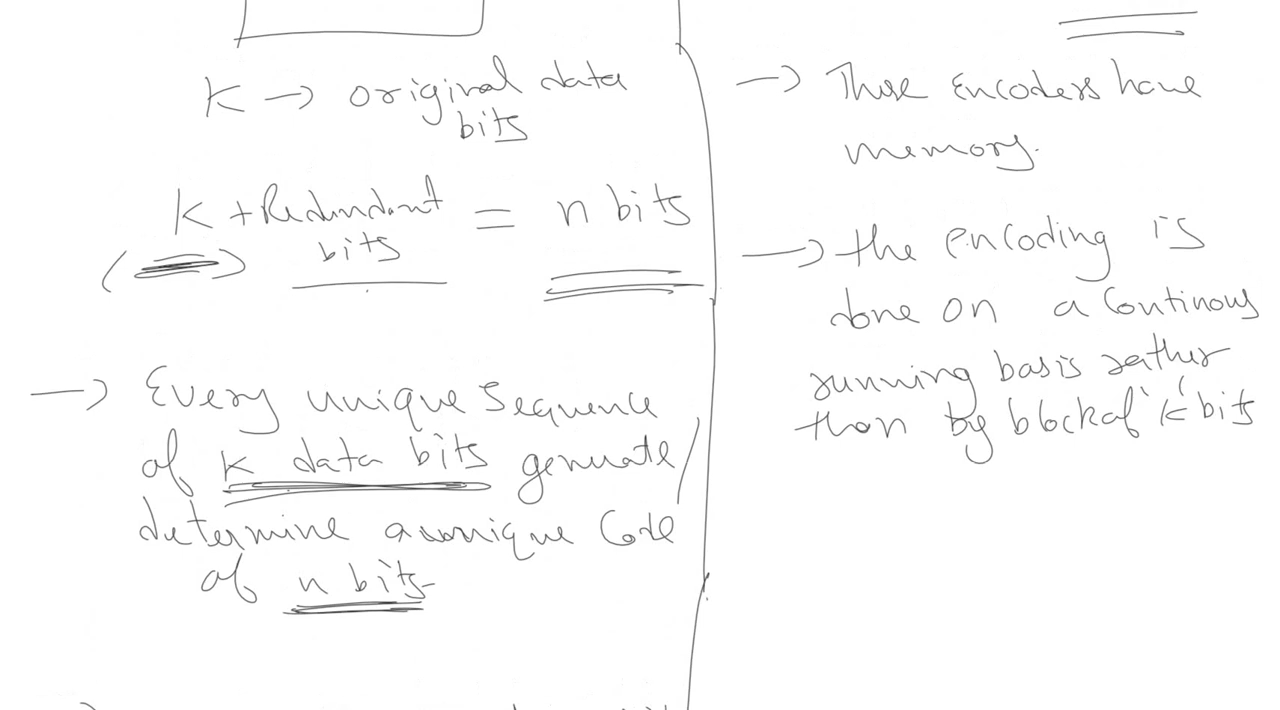 K → original data
bits
K + Redundant = n bits
bits
→ Every unique sequence
of K data bits generate /
determine a unique Code
of n bits
→ These Encoders have
memory.
→ the encoding is
done on a Continous
running basis rather
than by block of 'K' bits